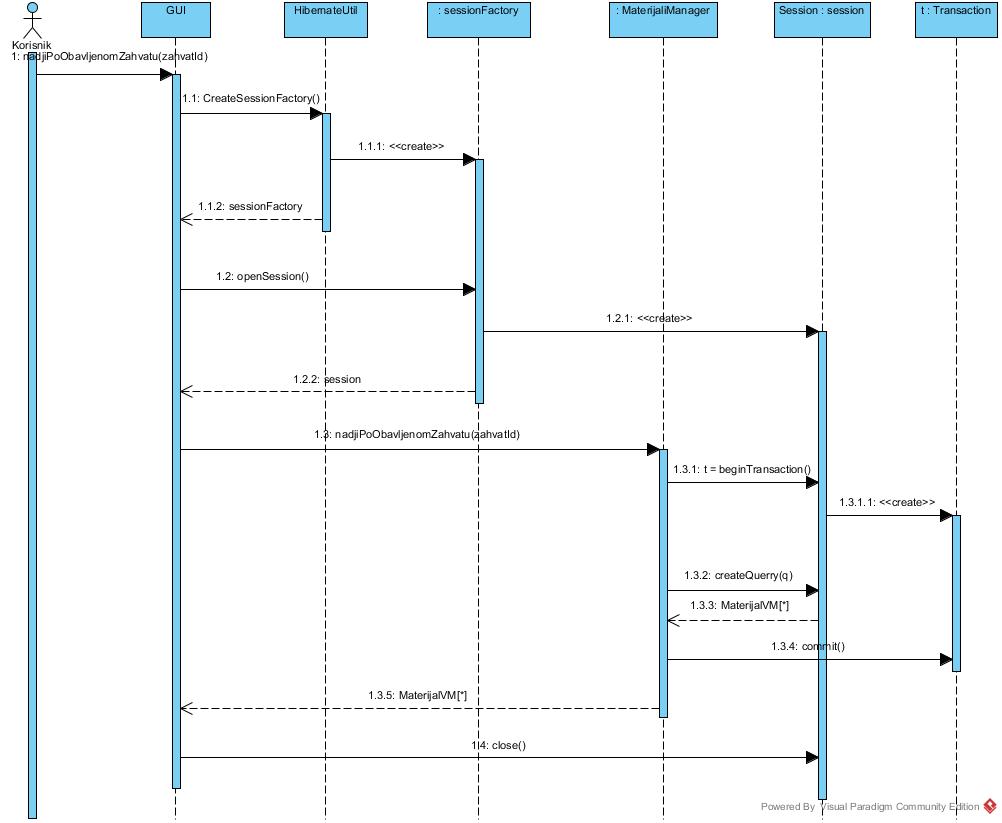 GUI
HibernateUtil
: sessionFactory
: MaterijaliManager
Session : session
t : Transaction
Korisnik
1: nadjiPoObavljenomZahvatu(zahvatId)
1.1: CreateSessionFactory()
1.1.1: <<create>>
1.1.2: sessionFactory
1.2: openSession()
1.2.1: <<create>>
1.2.2: session
1.3: nadjiPoObavljenomZahvatu(zahvatId)
1.3.1: t = beginTransaction()
1.3.1.1: <<create>>
1.3.2: createQuerry(q)
1.3.3: MaterijalVM[*]
1.3.4: commit()
1.3.5: MaterijalVM[*]
1.4: close()
Powered By Visual Paradigm Community Edition